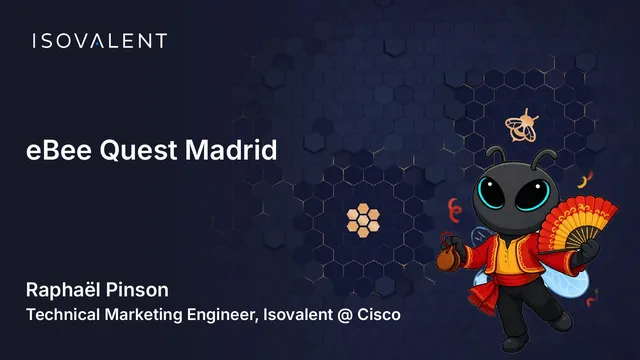 ISOVALENT
eBee Quest Madrid
Raphaël Pinson
Technical Marketing Engineer, Isovalent @ Cisco